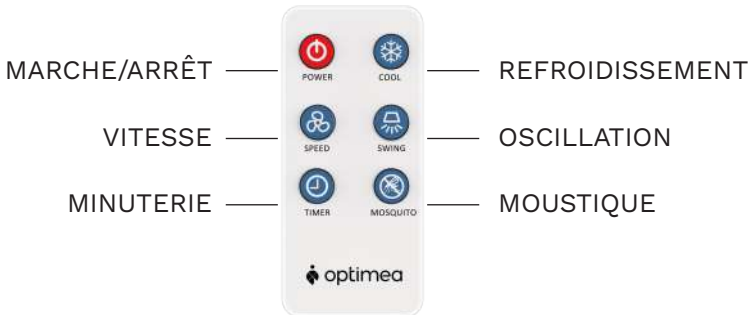 MARCHE/ARRÊT
POWER
COOL
REFROIDISSEMENT
VITESSE
SPEED
SWING
OSCILLATION
MINUTERIE
TIMER
MOSQUITO
MOUSTIQUE
optimea